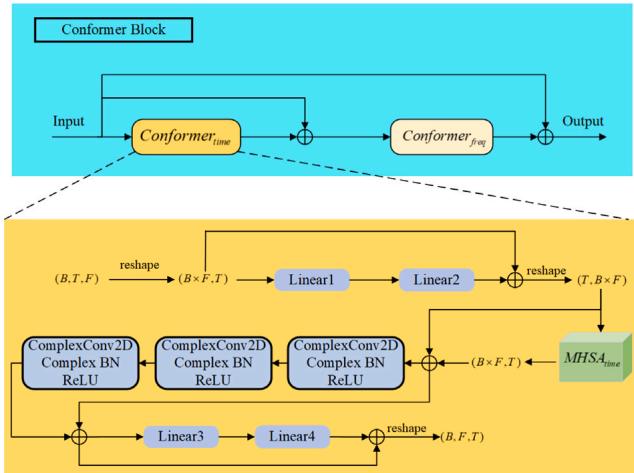 Conformer Block
Input
Conformer_time
Conformer_freq
Output
(B,T,F)
reshape
(B×F,T)
Linear1
Linear2
reshape
(T,B×F)
ComplexConv2D
Complex BN
ReLU
ComplexConv2D
Complex BN
ReLU
ComplexConv2D
Complex BN
ReLU
(B×F,T)
MHSA_time
Linear3
Linear4
reshape
(B,F,T)